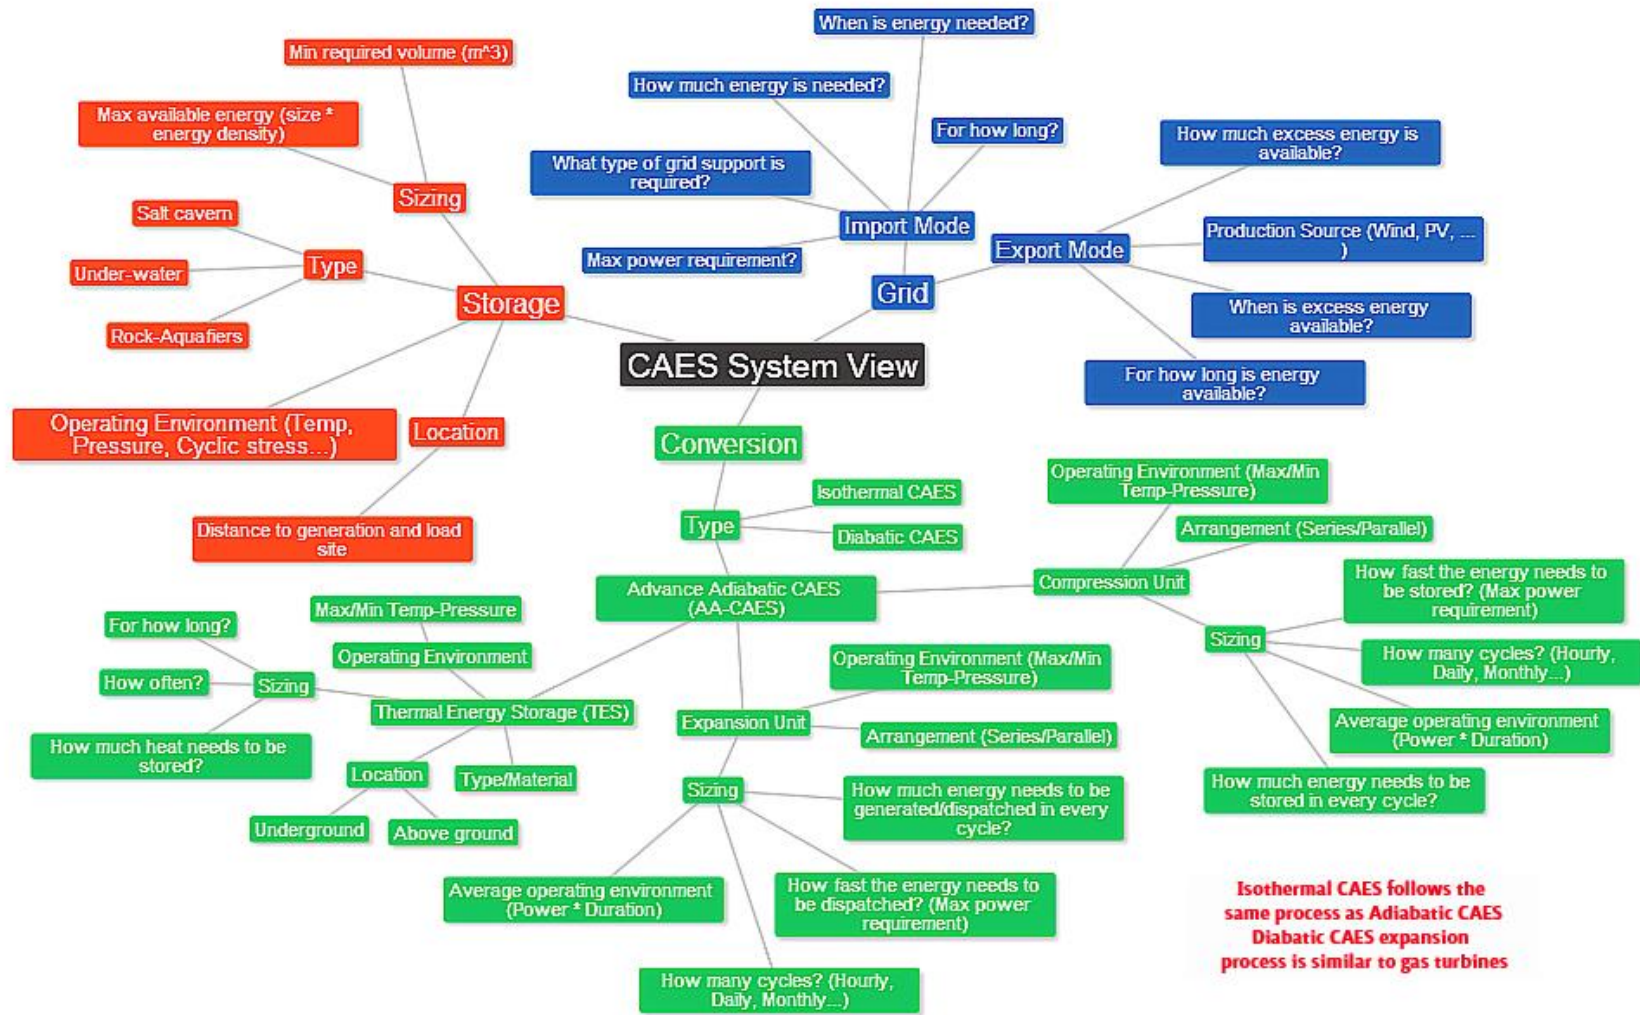 When is energy needed?
Min required volume (m^3)
How much energy is needed?
Max available energy (size *
energy density)
For how long?
How much excess energy is
available?
What type of grid support is
required?
Sizing
Salt cavern
Import Mode
Production Source (Wind, PV, ...
)
Export Mode
Under-water
Type
Max power requirement?
Storage
Grid
When is excess energy
available?
Rock-Aquafiers
CAES System View
For how long is energy
available?
Operating Environment (Temp,
Pressure, Cyclic stress...)
Location
Conversion
Operating Environment (Max/Min
Temp-Pressure)
Isothermal CAES
Type
Diabatic CAES
Distance to generation and load
site
Arrangement (Series/Parallel)
Advance Adiabatic CAES
(AA-CAES)
Compression Unit
How fast the energy needs to
be stored? (Max power
requirement)
Max/Min Temp-Pressure
For how long?
Operating Environment
Sizing
How often?
Sizing
Operating Environment (Max/Min
Temp-Pressure)
How many cycles? (Hourly,
Daily, Monthly...)
Thermal Energy Storage (TES)
Expansion Unit
Arrangement (Series/Parallel)
Average operating environment
(Power * Duration)
How much heat needs to be
stored?
Location
Type/Material
Sizing
How much energy needs to be
stored in every cycle?
How much energy needs to be
generated/dispatched in every
cycle?
Underground
Above ground
Average operating environment
(Power * Duration)
How fast the energy needs to
be dispatched? (Max power
requirement)
How many cycles? (Hourly,
Daily, Monthly...)
Isothermal CAES follows the
same process as Adiabatic CAES
Diabatic CAES expansion
process is similar to gas turbines